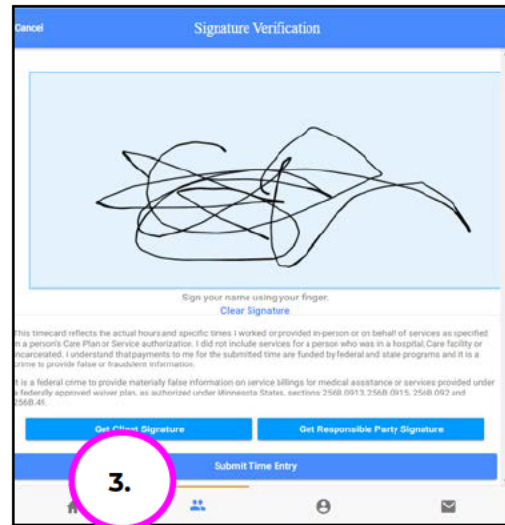 Cancel Signature Verification
Sign your name using your finger.
Clear Signature
This timecard reflects the actual hours and specific times I worked or provided in-person or on behalf of services as specified
in a person's Care Plan or Service authorization. I did not include services for a person who was in a hospital, Care facility or
incarcerated. I understand that payments to me for the submitted time are funded by federal and state programs and it is a
crime to provide false or fraudulent information.
It is a federal crime to provide materialy false information on service billings for medical assistance or services provided under
a federally approved waiver plan, as authorized under Minnesota States, sections 256B.0913, 256B.0915, 256B.092 and
256B.49.
Get Client Signature Get Responsible Party Signature
Submit Time Entry
3.